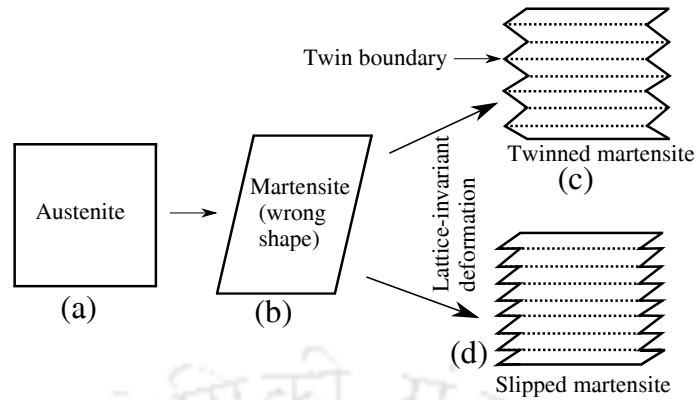 Twin boundary
Twinned martensite
(c)
Austenite
(a)
Martensite
(wrong
shape)
(b)
Lattice-invariant
deformation
(d)
Slipped martensite